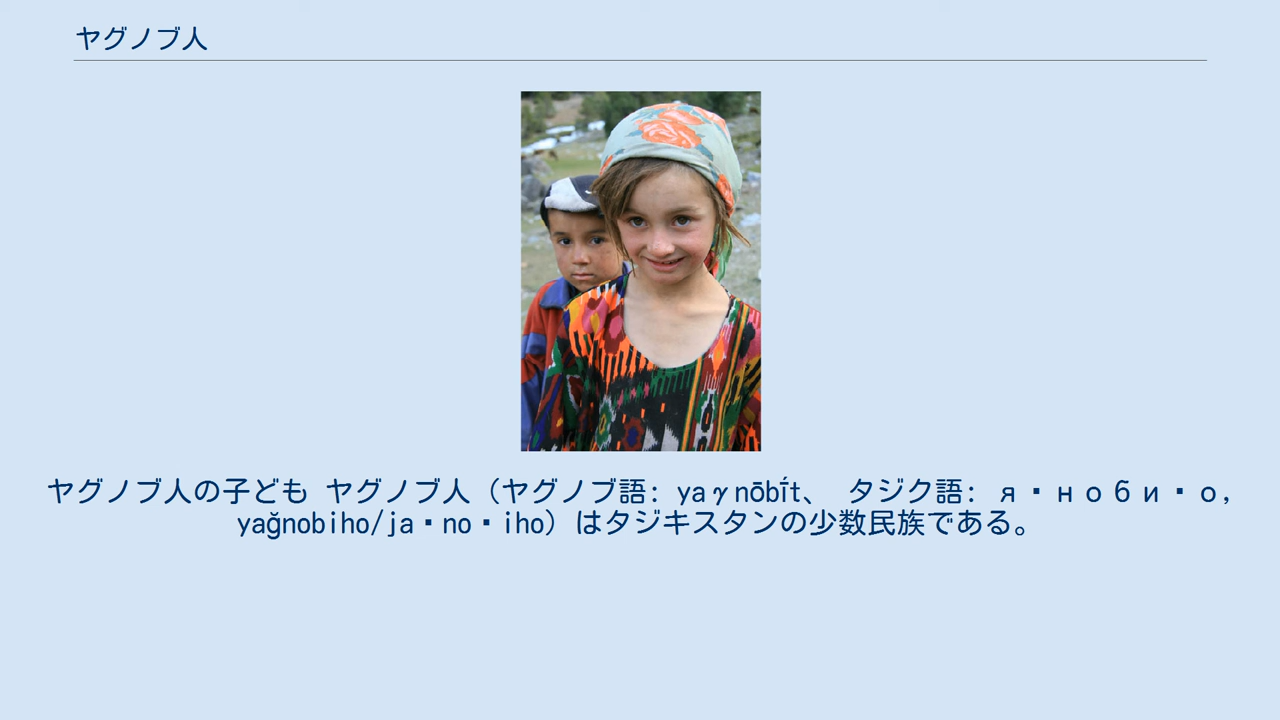 ヤグノブ人
ヤグノブ人の子ども ヤグノブ人（ヤグノブ語: yaγnōbī́t、 タジク語: я▪ноби▪о,
yağnobiho/ja▪no▪iho）はタジキスタンの少数民族である。